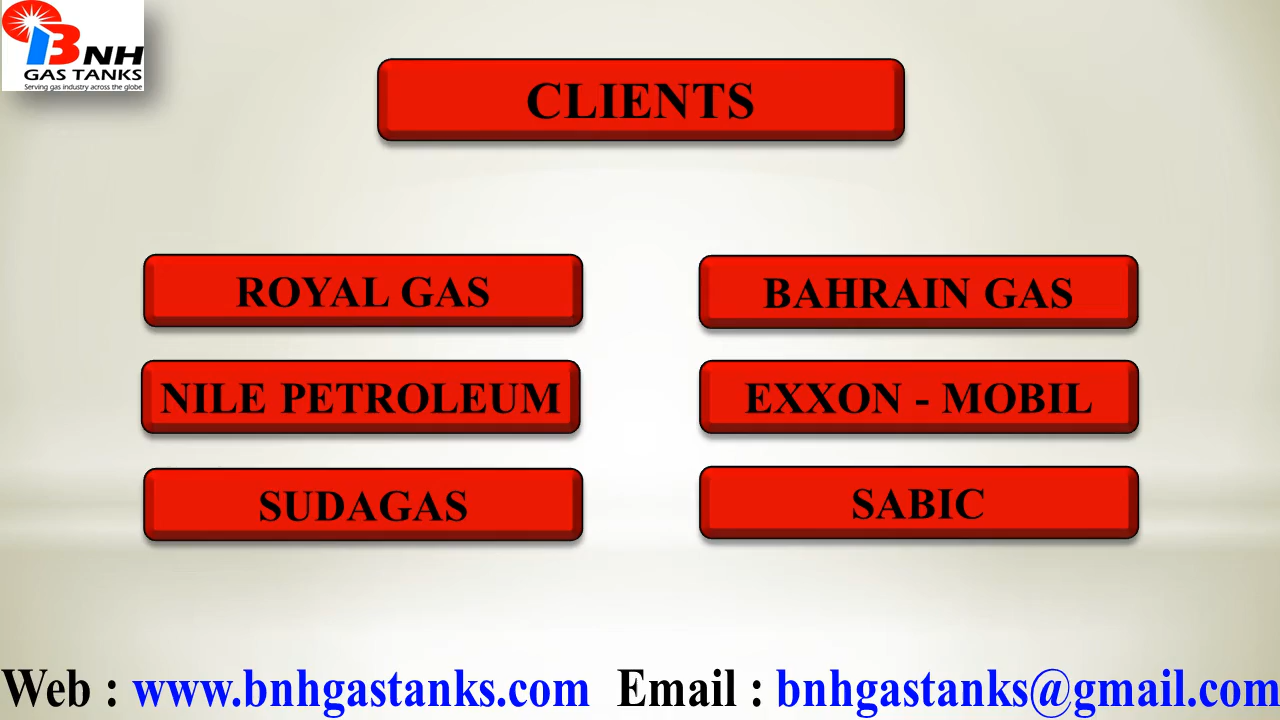 BNH
GAS TANKS
Serving gas industry across the globe
CLIENTS
ROYAL GAS
BAHRAIN GAS
NILE PETROLEUM
EXXON - MOBIL
SUDAGAS
SABIC
Web : www.bnhgastanks.com Email : bnhgastanks@gmail.com